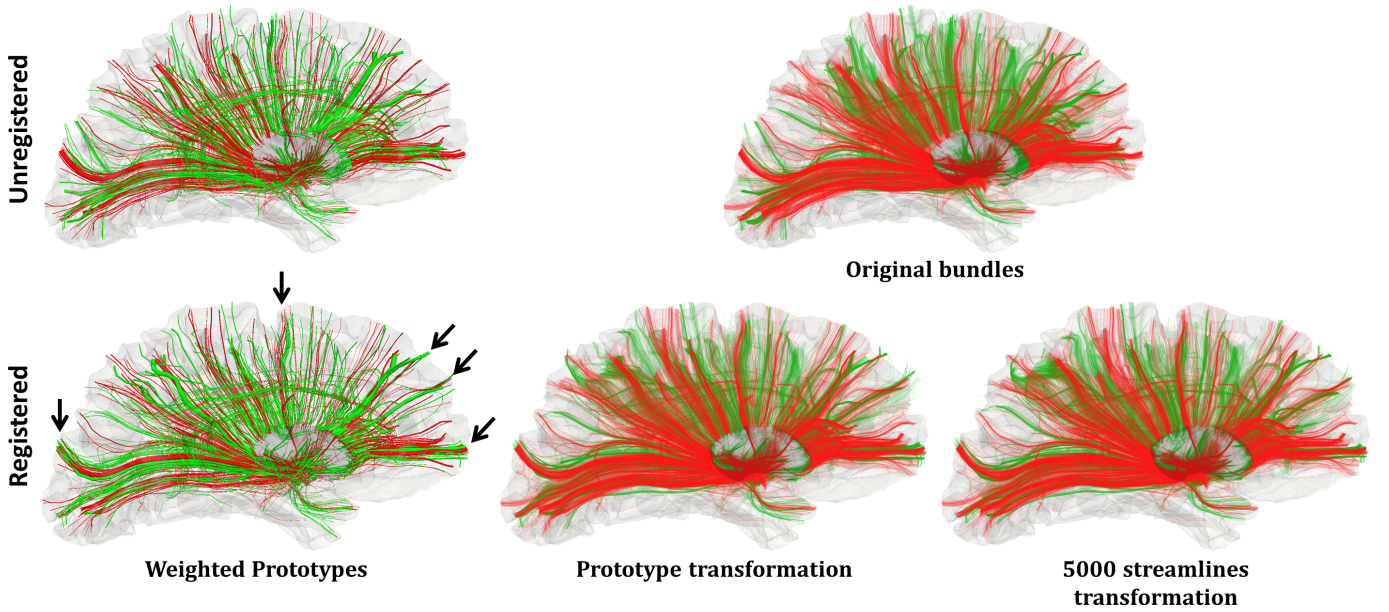 Unregistered
Original bundles
Registered
Weighted Prototypes
Prototype transformation
5000 streamlines
transformation